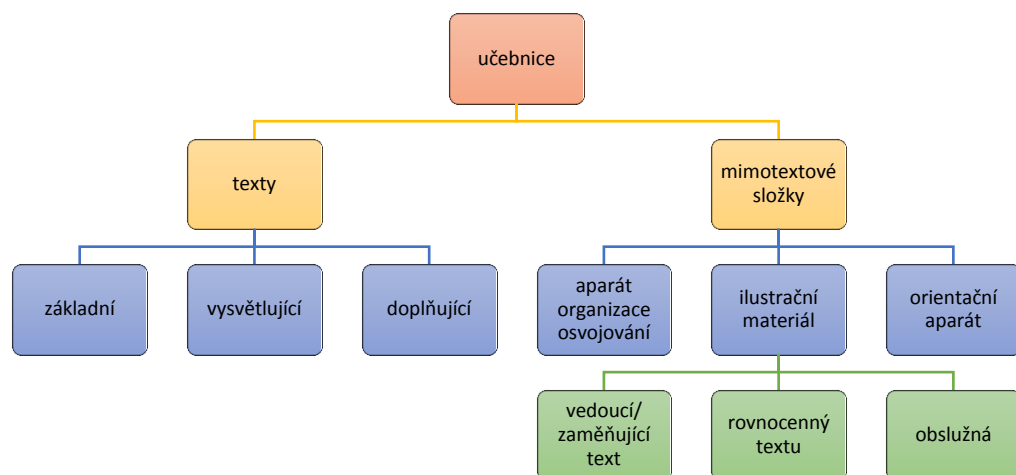 učebnice
texty
mimotextové
složky
základní
vysvětlující
doplňující
aparát
organizace
osvojování
ilustrační
materiál
orientační
aparát
vedoucí/
zaměňující
text
rovnocenný
textu
obslužná